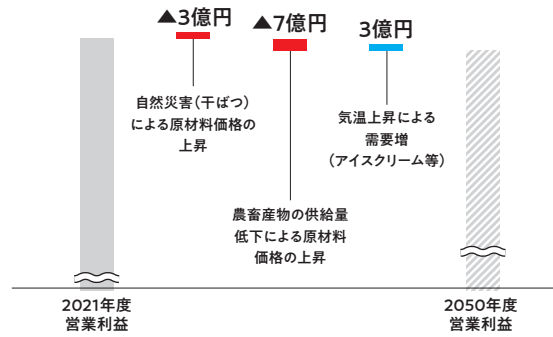 ▲3億円
自然災害（干ばつ）
による原材料価格の
上昇
▲7億円
農畜産物の供給量
低下による原材料
価格の上昇
3億円
気温上昇による
需要増
（アイスクリーム等）
2021年度
営業利益
2050年度
営業利益